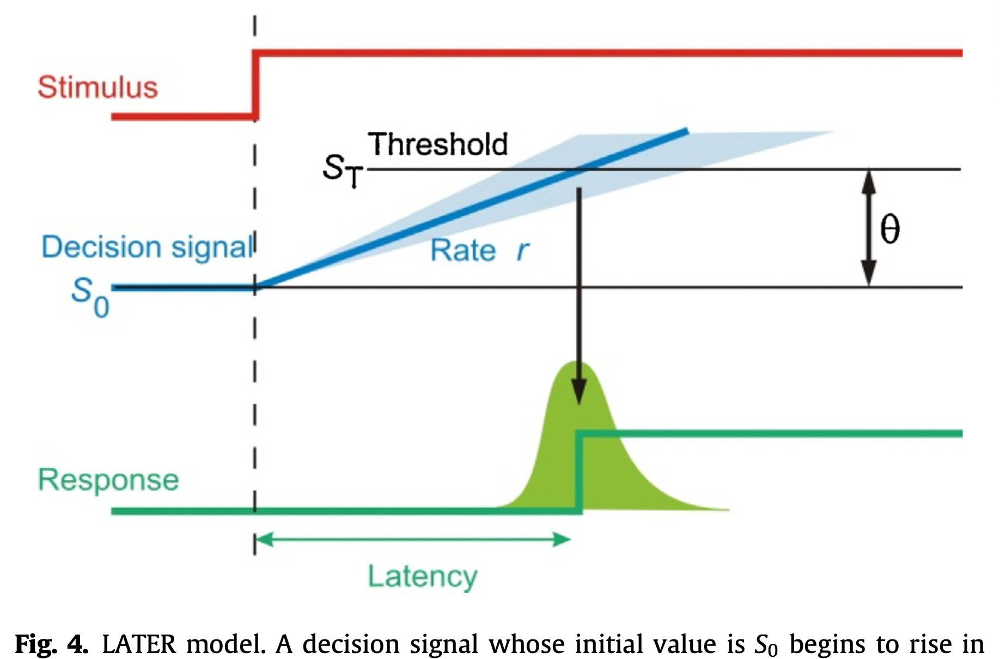 Stimulus
Threshold
S_T
θ
Decision signal
Rate r
S_0
Response
Latency
Fig. 4. LATER model. A decision signal whose initial value is S_0 begins to rise in